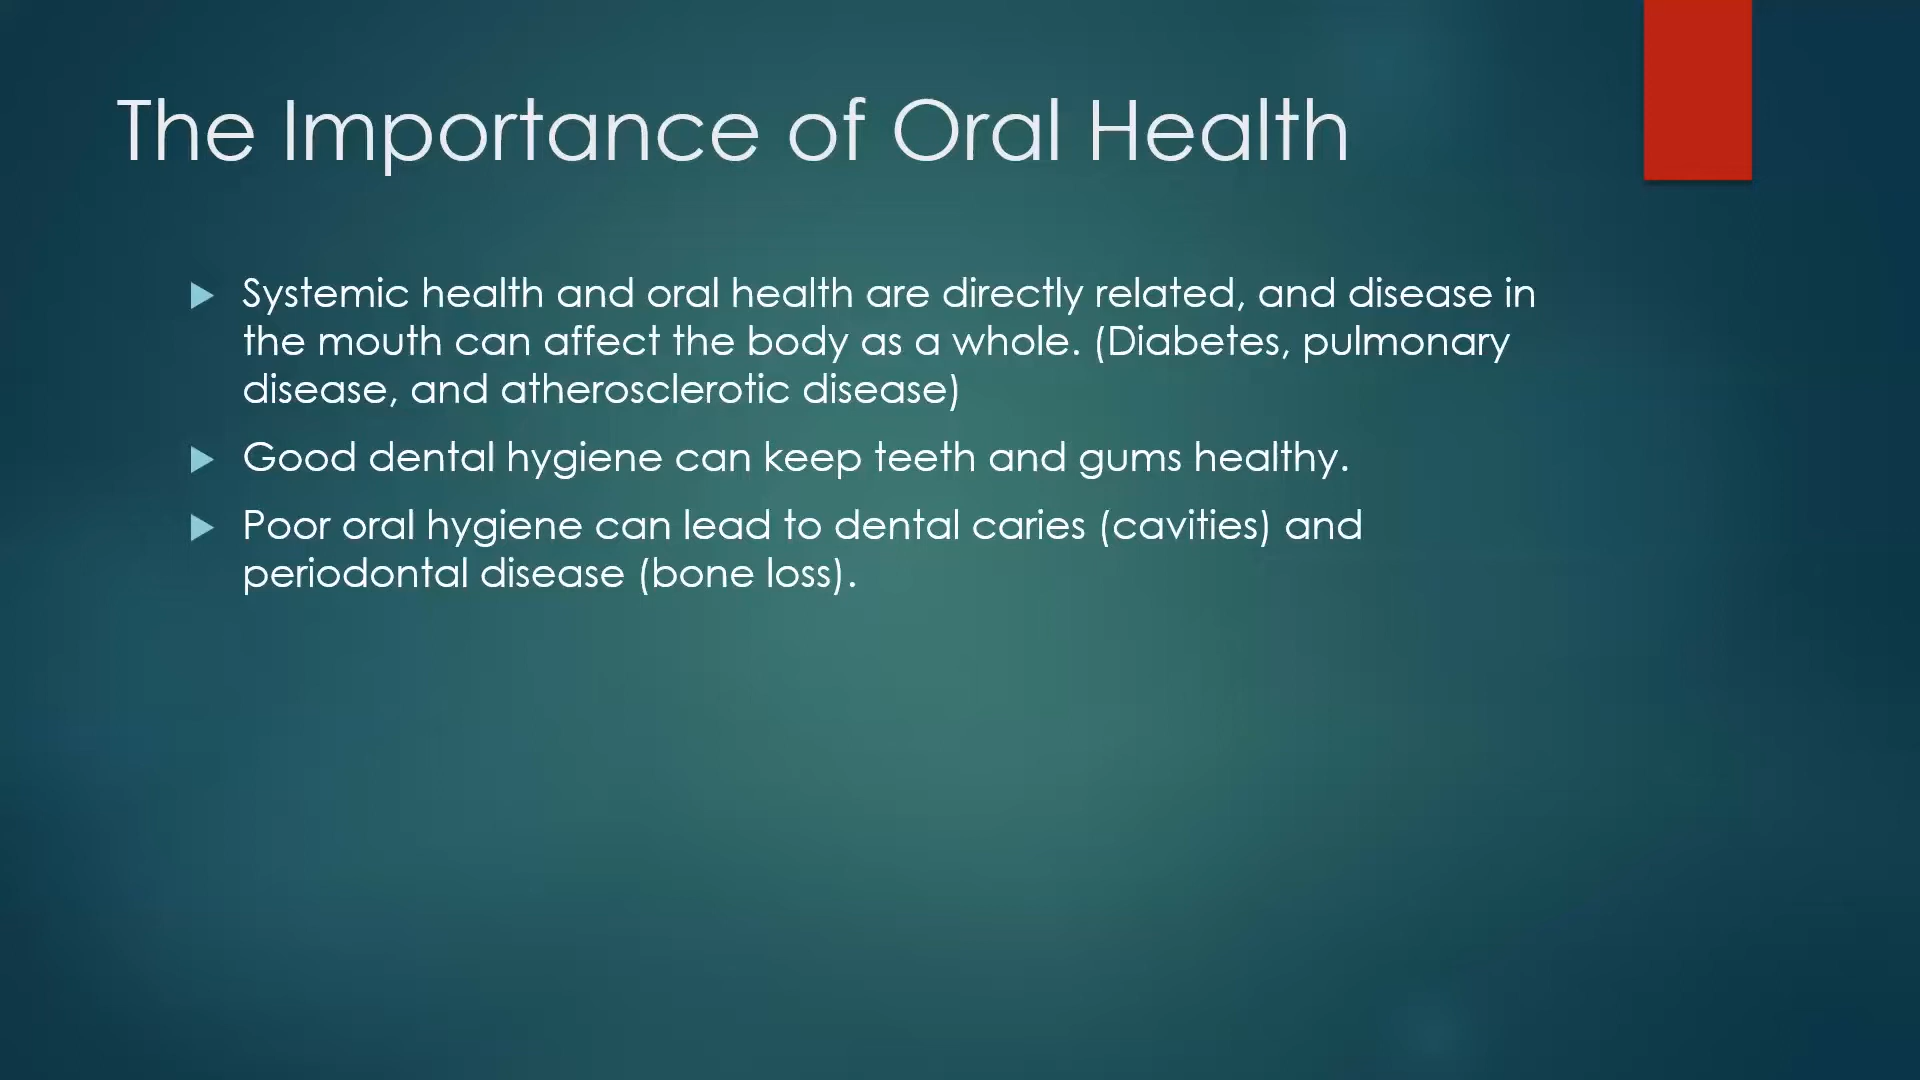 The Importance of Oral Health
Systemic health and oral health are directly related, and disease in
the mouth can affect the body as a whole. (Diabetes, pulmonary
disease, and atherosclerotic disease)
Good dental hygiene can keep teeth and gums healthy.
Poor oral hygiene can lead to dental caries (cavities) and
periodontal disease (bone loss).